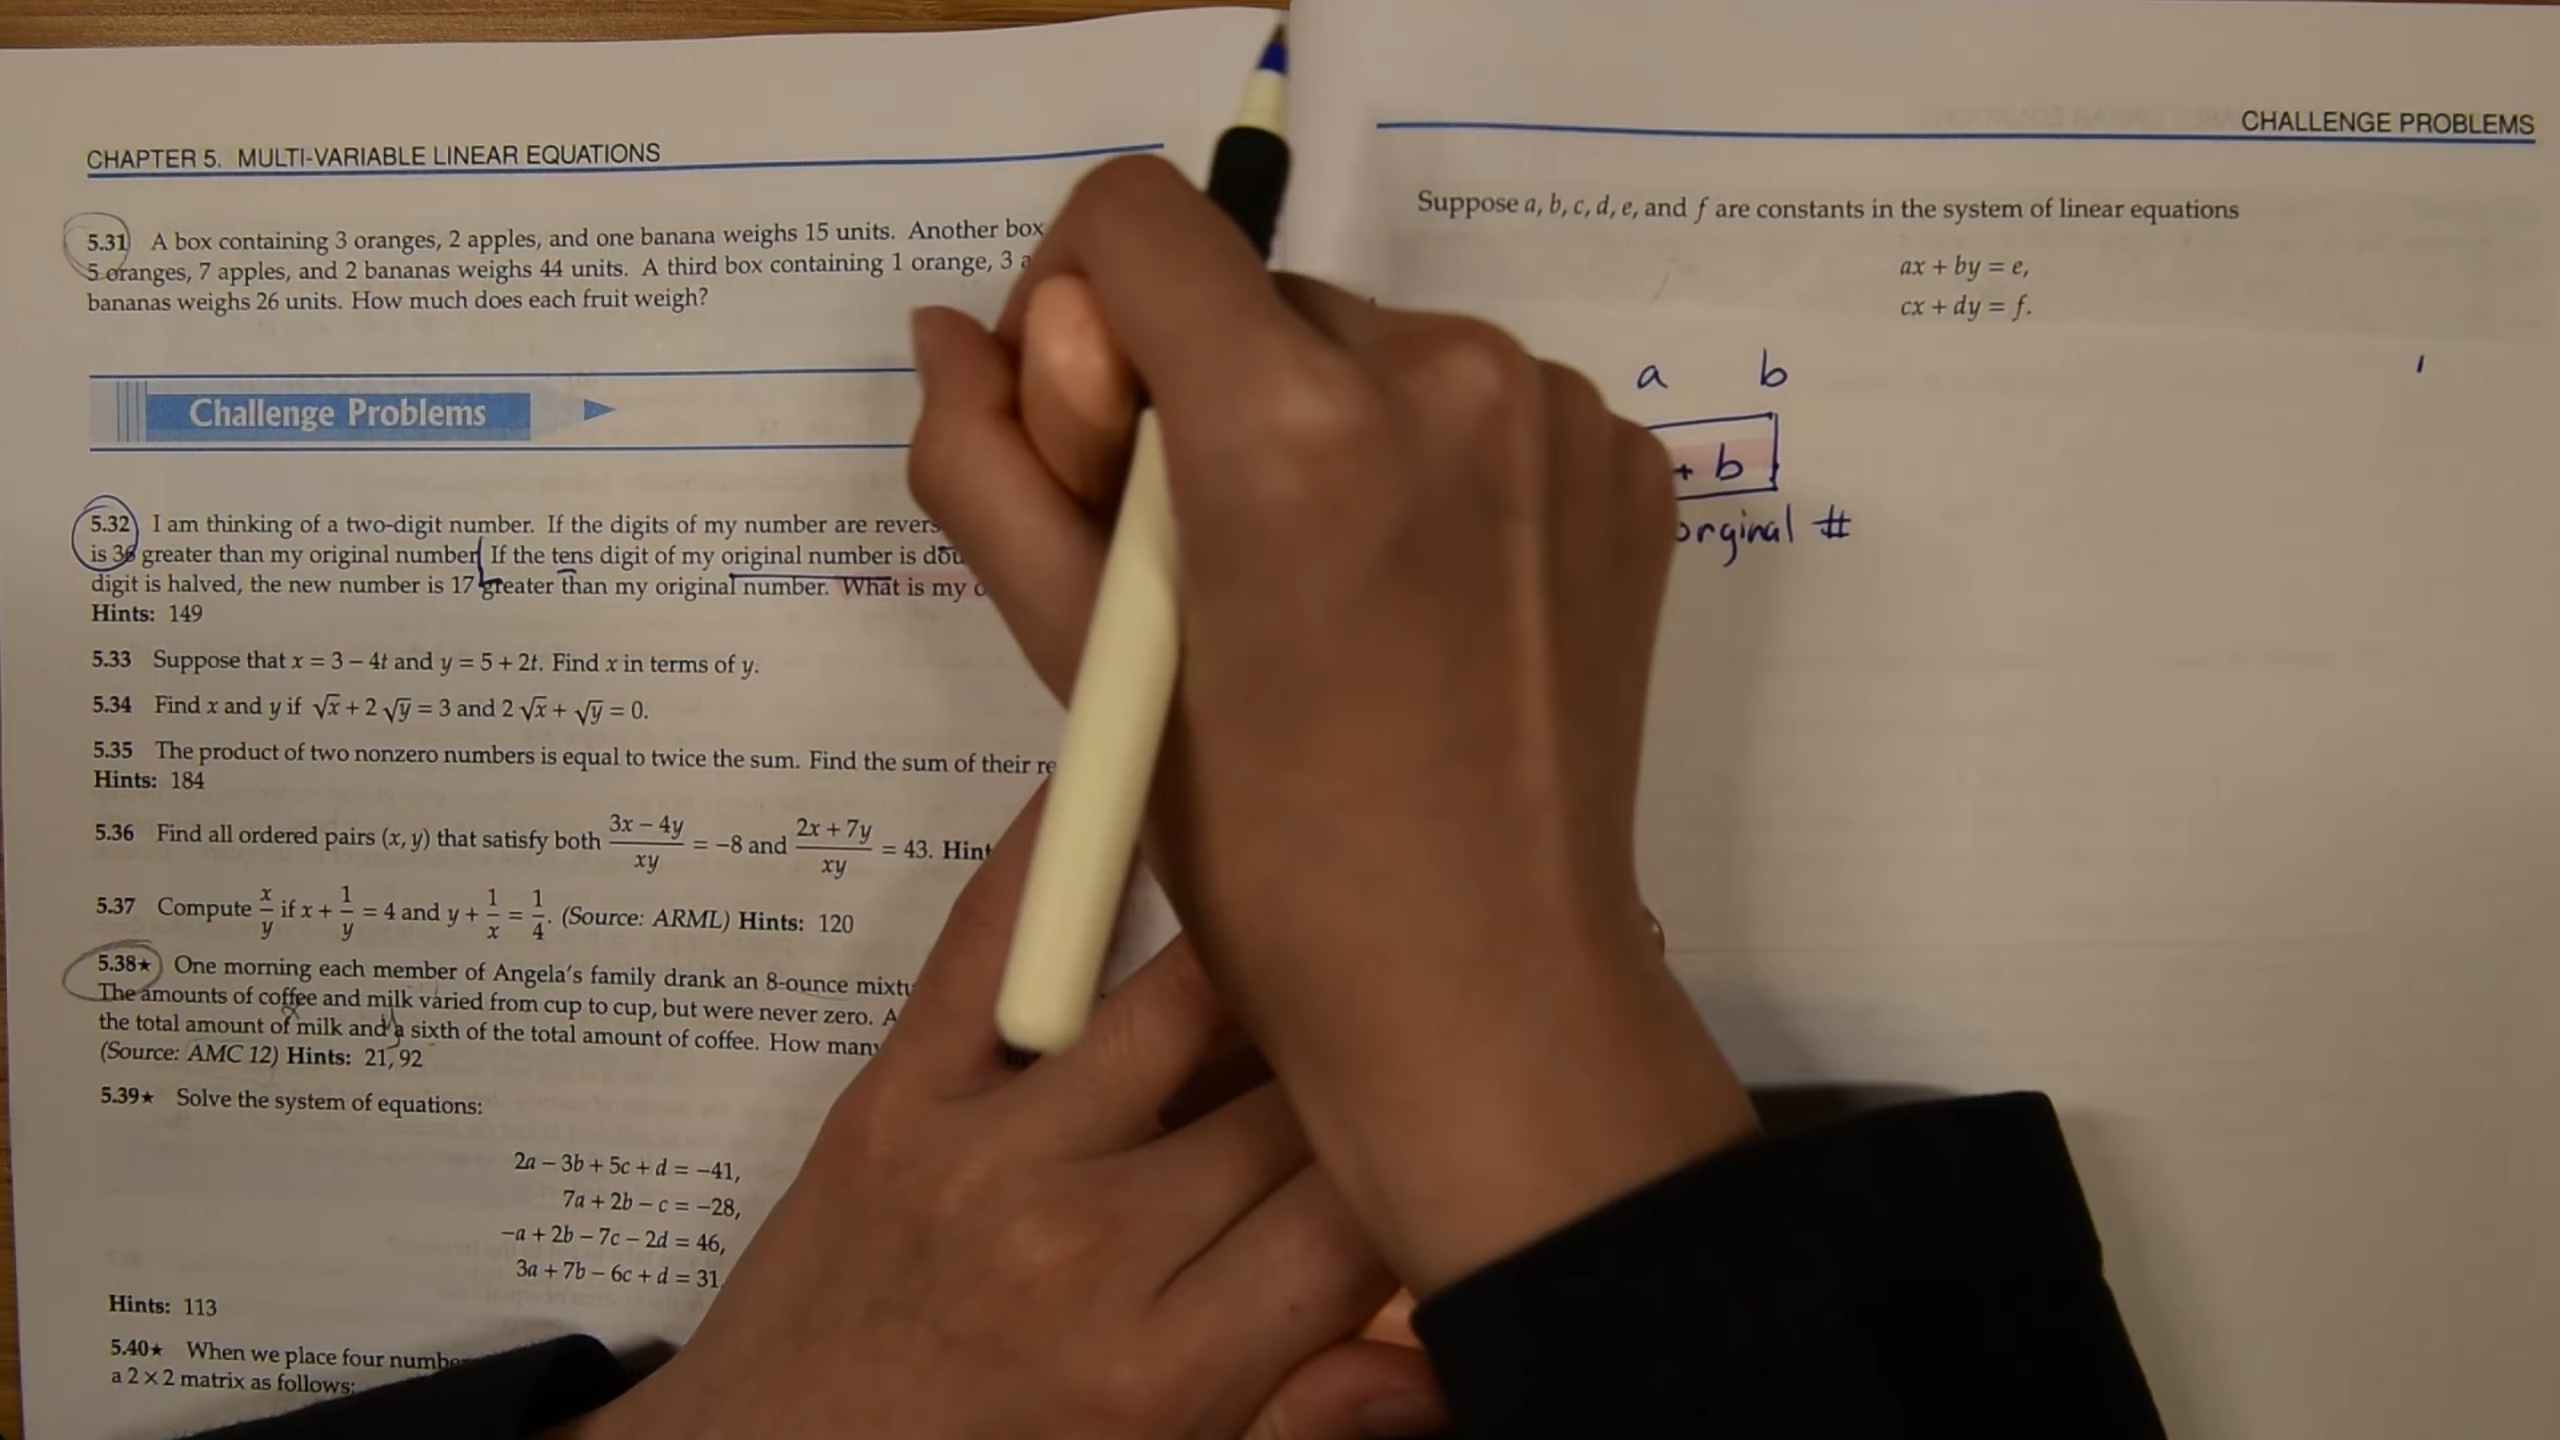 CHAPTER 5. MULTI-VARIABLE LINEAR EQUATIONS
5.31 A box containing 3 oranges, 2 apples, and one banana weighs 15 units. Another box
5 oranges, 7 apples, and 2 bananas weighs 44 units. A third box containing 1 orange, 3
bananas weighs 26 units. How much does each fruit weigh?
Challenge Problems
5.32 I am thinking of a two-digit number. If the digits of my number are
is 36 greater than my original number. If the tens digit of my original number is
digit is halved, the new number is 17 greater than my original number. What is my
Hints: 149
5.33 Suppose that x = 3 − 4t and y = 5 + 2t. Find x in terms of y.
5.34 Find x and y if √x + 2√y = 3 and 2√x + √y = 0.
5.35 The product of two nonzero numbers is equal to twice the sum. Find the sum of their
Hints: 184
5.36 Find all ordered pairs (x, y) that satisfy both (3x − 4y)/xy = −8 and (2x + 7y)/xy = 43.
5.37 Compute x/y if x + 1/y = 4 and y + 1/x = 1/4. (Source: ARML) Hints: 120
5.38★ One morning each member of Angela's family drank an 8-ounce
The amounts of coffee and milk varied from cup to cup, but were never zero.
the total amount of milk and a sixth of the total amount of coffee. How
(Source: AMC 12) Hints: 21, 92
5.39★ Solve the system of equations:
2a − 3b + 5c + d = −41,
7a + 2b − c = −28,
−a + 2b − 7c − 2d = 46,
3a + 7b − 6c + d = 31
Hints: 113
5.40★ When we place four
a 2 × 2 matrix as follows:
CHALLENGE PROBLEMS
Suppose a, b, c, d, e, and f are constants in the system of linear equations
ax + by = e,
cx + dy = f.
a b
+ b
orginal #